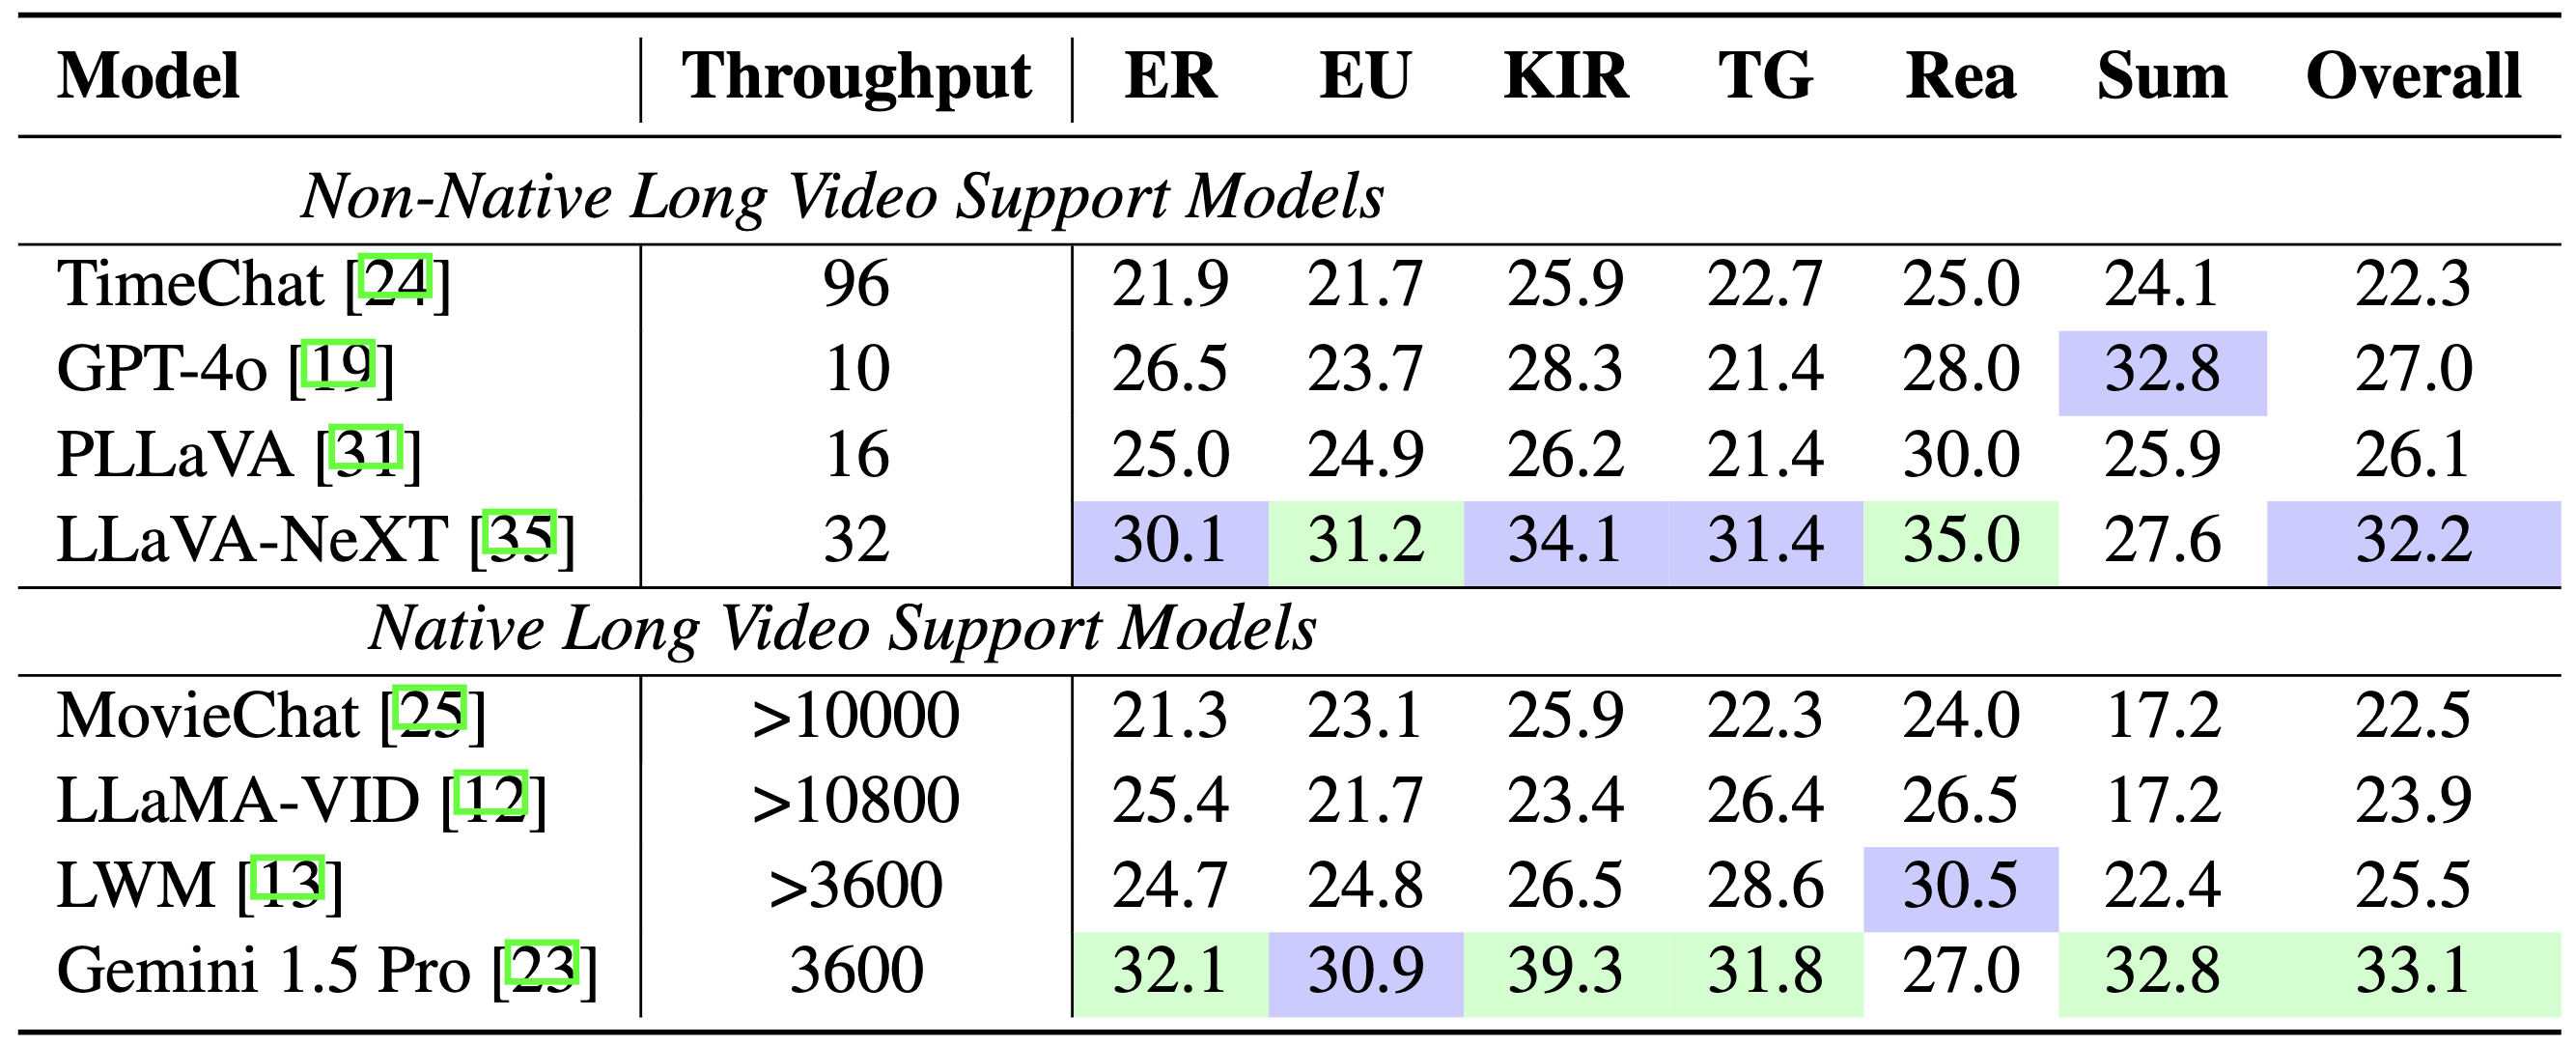 Model Throughput ER EU KIR TG Rea Sum Overall
Non-Native Long Video Support Models
TimeChat [24] 96 21.9 21.7 25.9 22.7 25.0 24.1 22.3
GPT-4o [19] 10 26.5 23.7 28.3 21.4 28.0 32.8 27.0
PLLaVA [31] 16 25.0 24.9 26.2 21.4 30.0 25.9 26.1
LLaVA-NeXT [35] 32 30.1 31.2 34.1 31.4 35.0 27.6 32.2
Native Long Video Support Models
MovieChat [25] >10000 21.3 23.1 25.9 22.3 24.0 17.2 22.5
LLaMA-VID [12] >10800 25.4 21.7 23.4 26.4 26.5 17.2 23.9
LWM [13] >3600 24.7 24.8 26.5 28.6 30.5 22.4 25.5
Gemini 1.5 Pro [23] 3600 32.1 30.9 39.3 31.8 27.0 32.8 33.1